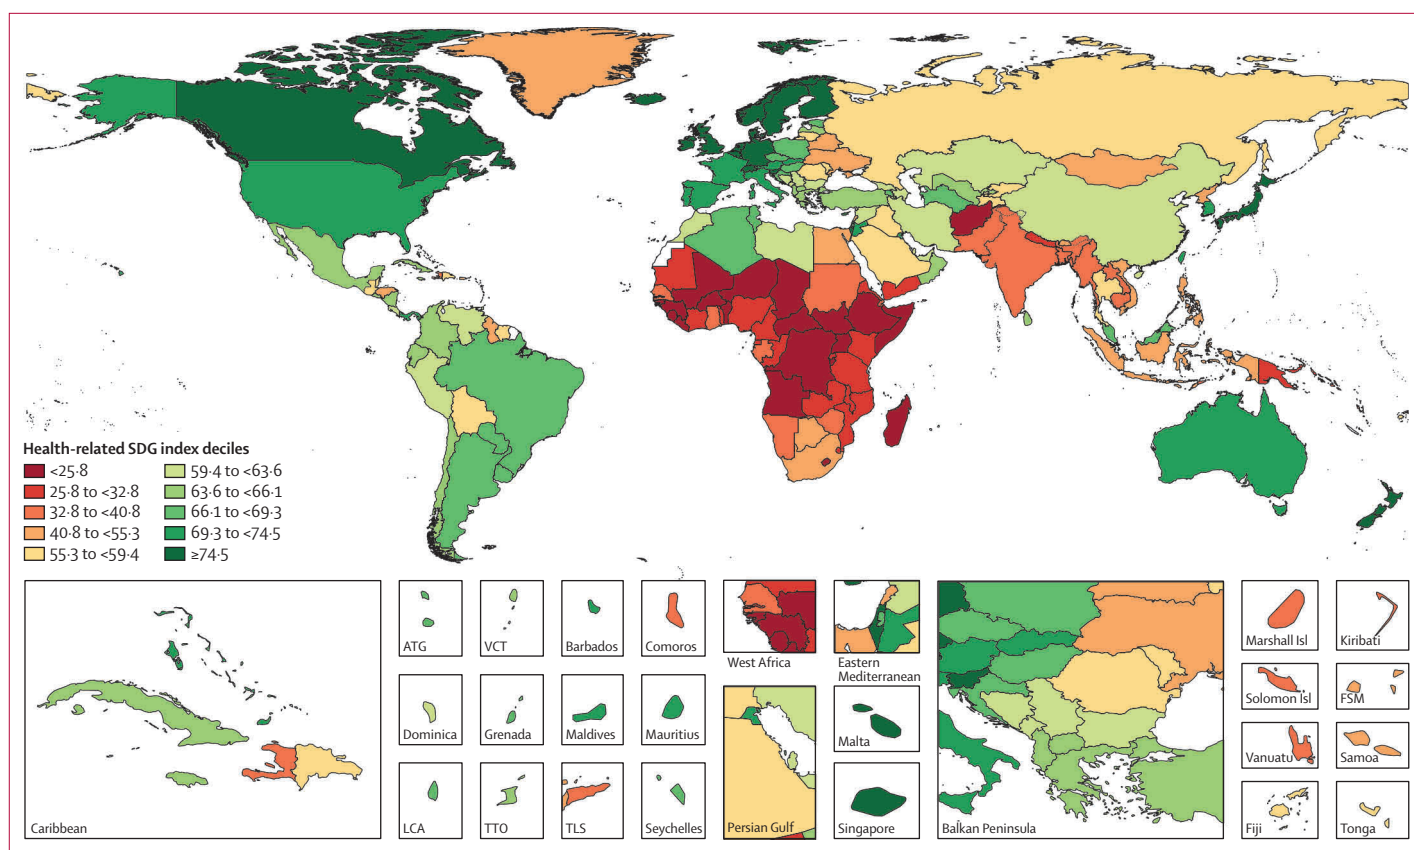 Health-related SDG index deciles
<25·8
25·8 to <32·8
32·8 to <40·8
40·8 to <55·3
55·3 to <59·4
59·4 to <63·6
63·6 to <66·1
66·1 to <69·3
69·3 to <74·5
≥74·5
Caribbean
ATG
VCT
Barbados
Comoros
West Africa
Eastern
Mediterranean
Dominica
Grenada
Maldives
Mauritius
Persian Gulf
Malta
LCA
TTO
TLS
Seychelles
Singapore
Balkan Peninsula
Marshall Isl
Kiribati
Solomon Isl
FSM
Vanuatu
Samoa
Fiji
Tonga